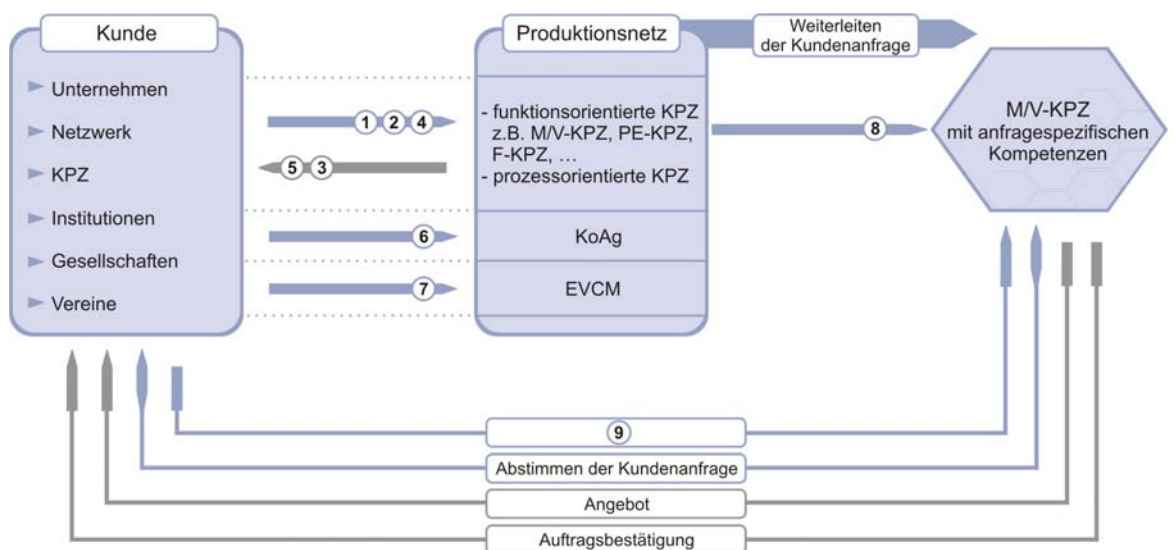 Kunde
Unternehmen
Netzwerk
KPZ
Institutionen
Gesellschaften
Vereine
1 2 4
5 3
6
7
Produktionsnetz
- funktionsorientierte KPZ
z.B. M/V-KPZ, PE-KPZ,
F-KPZ, …
- prozessorientierte KPZ
KoAg
EVCM
Weiterleiten
der Kundenanfrage
8
M/V-KPZ
mit anfragespezifischen
Kompetenzen
9
Abstimmen der Kundenanfrage
Angebot
Auftragsbestätigung